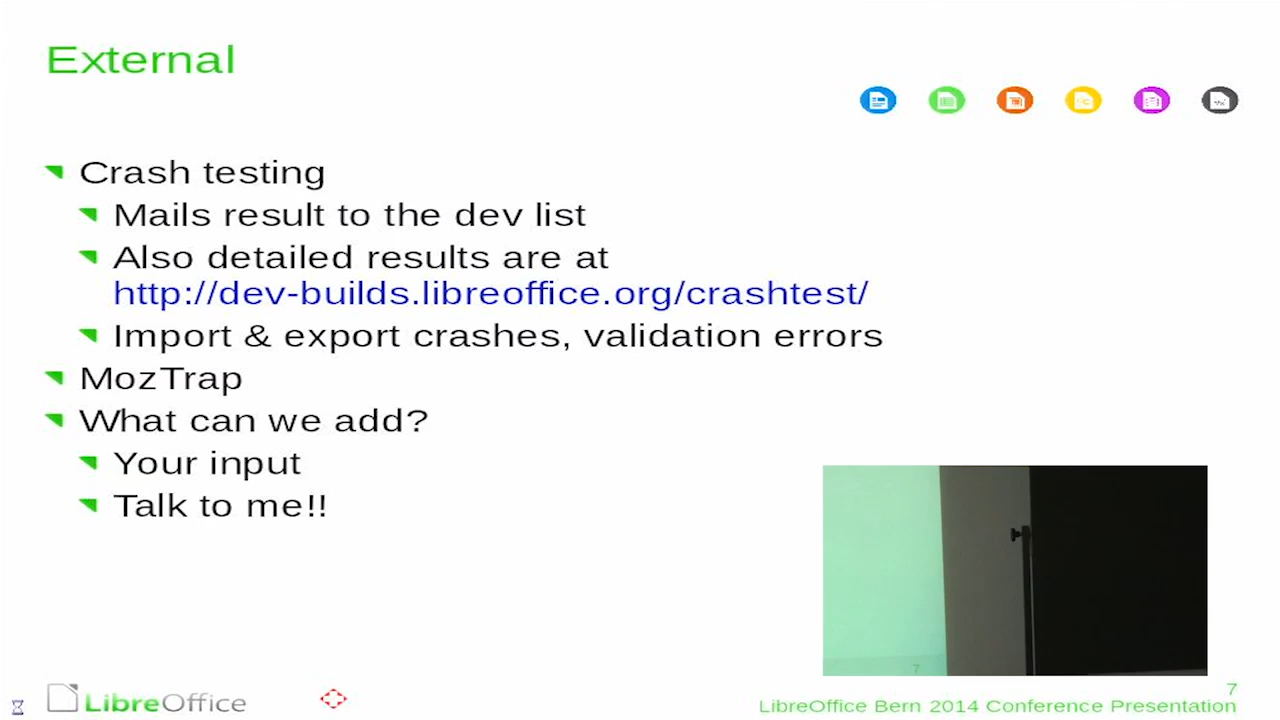 External
Crash testing
Mails result to the dev list
Also detailed results are at
http://dev-builds.libreoffice.org/crashtest/
Import & export crashes, validation errors
MozTrap
What can we add?
Your input
Talk to me!!
7
LibreOffice
7
LibreOffice Bern 2014 Conference Presentation